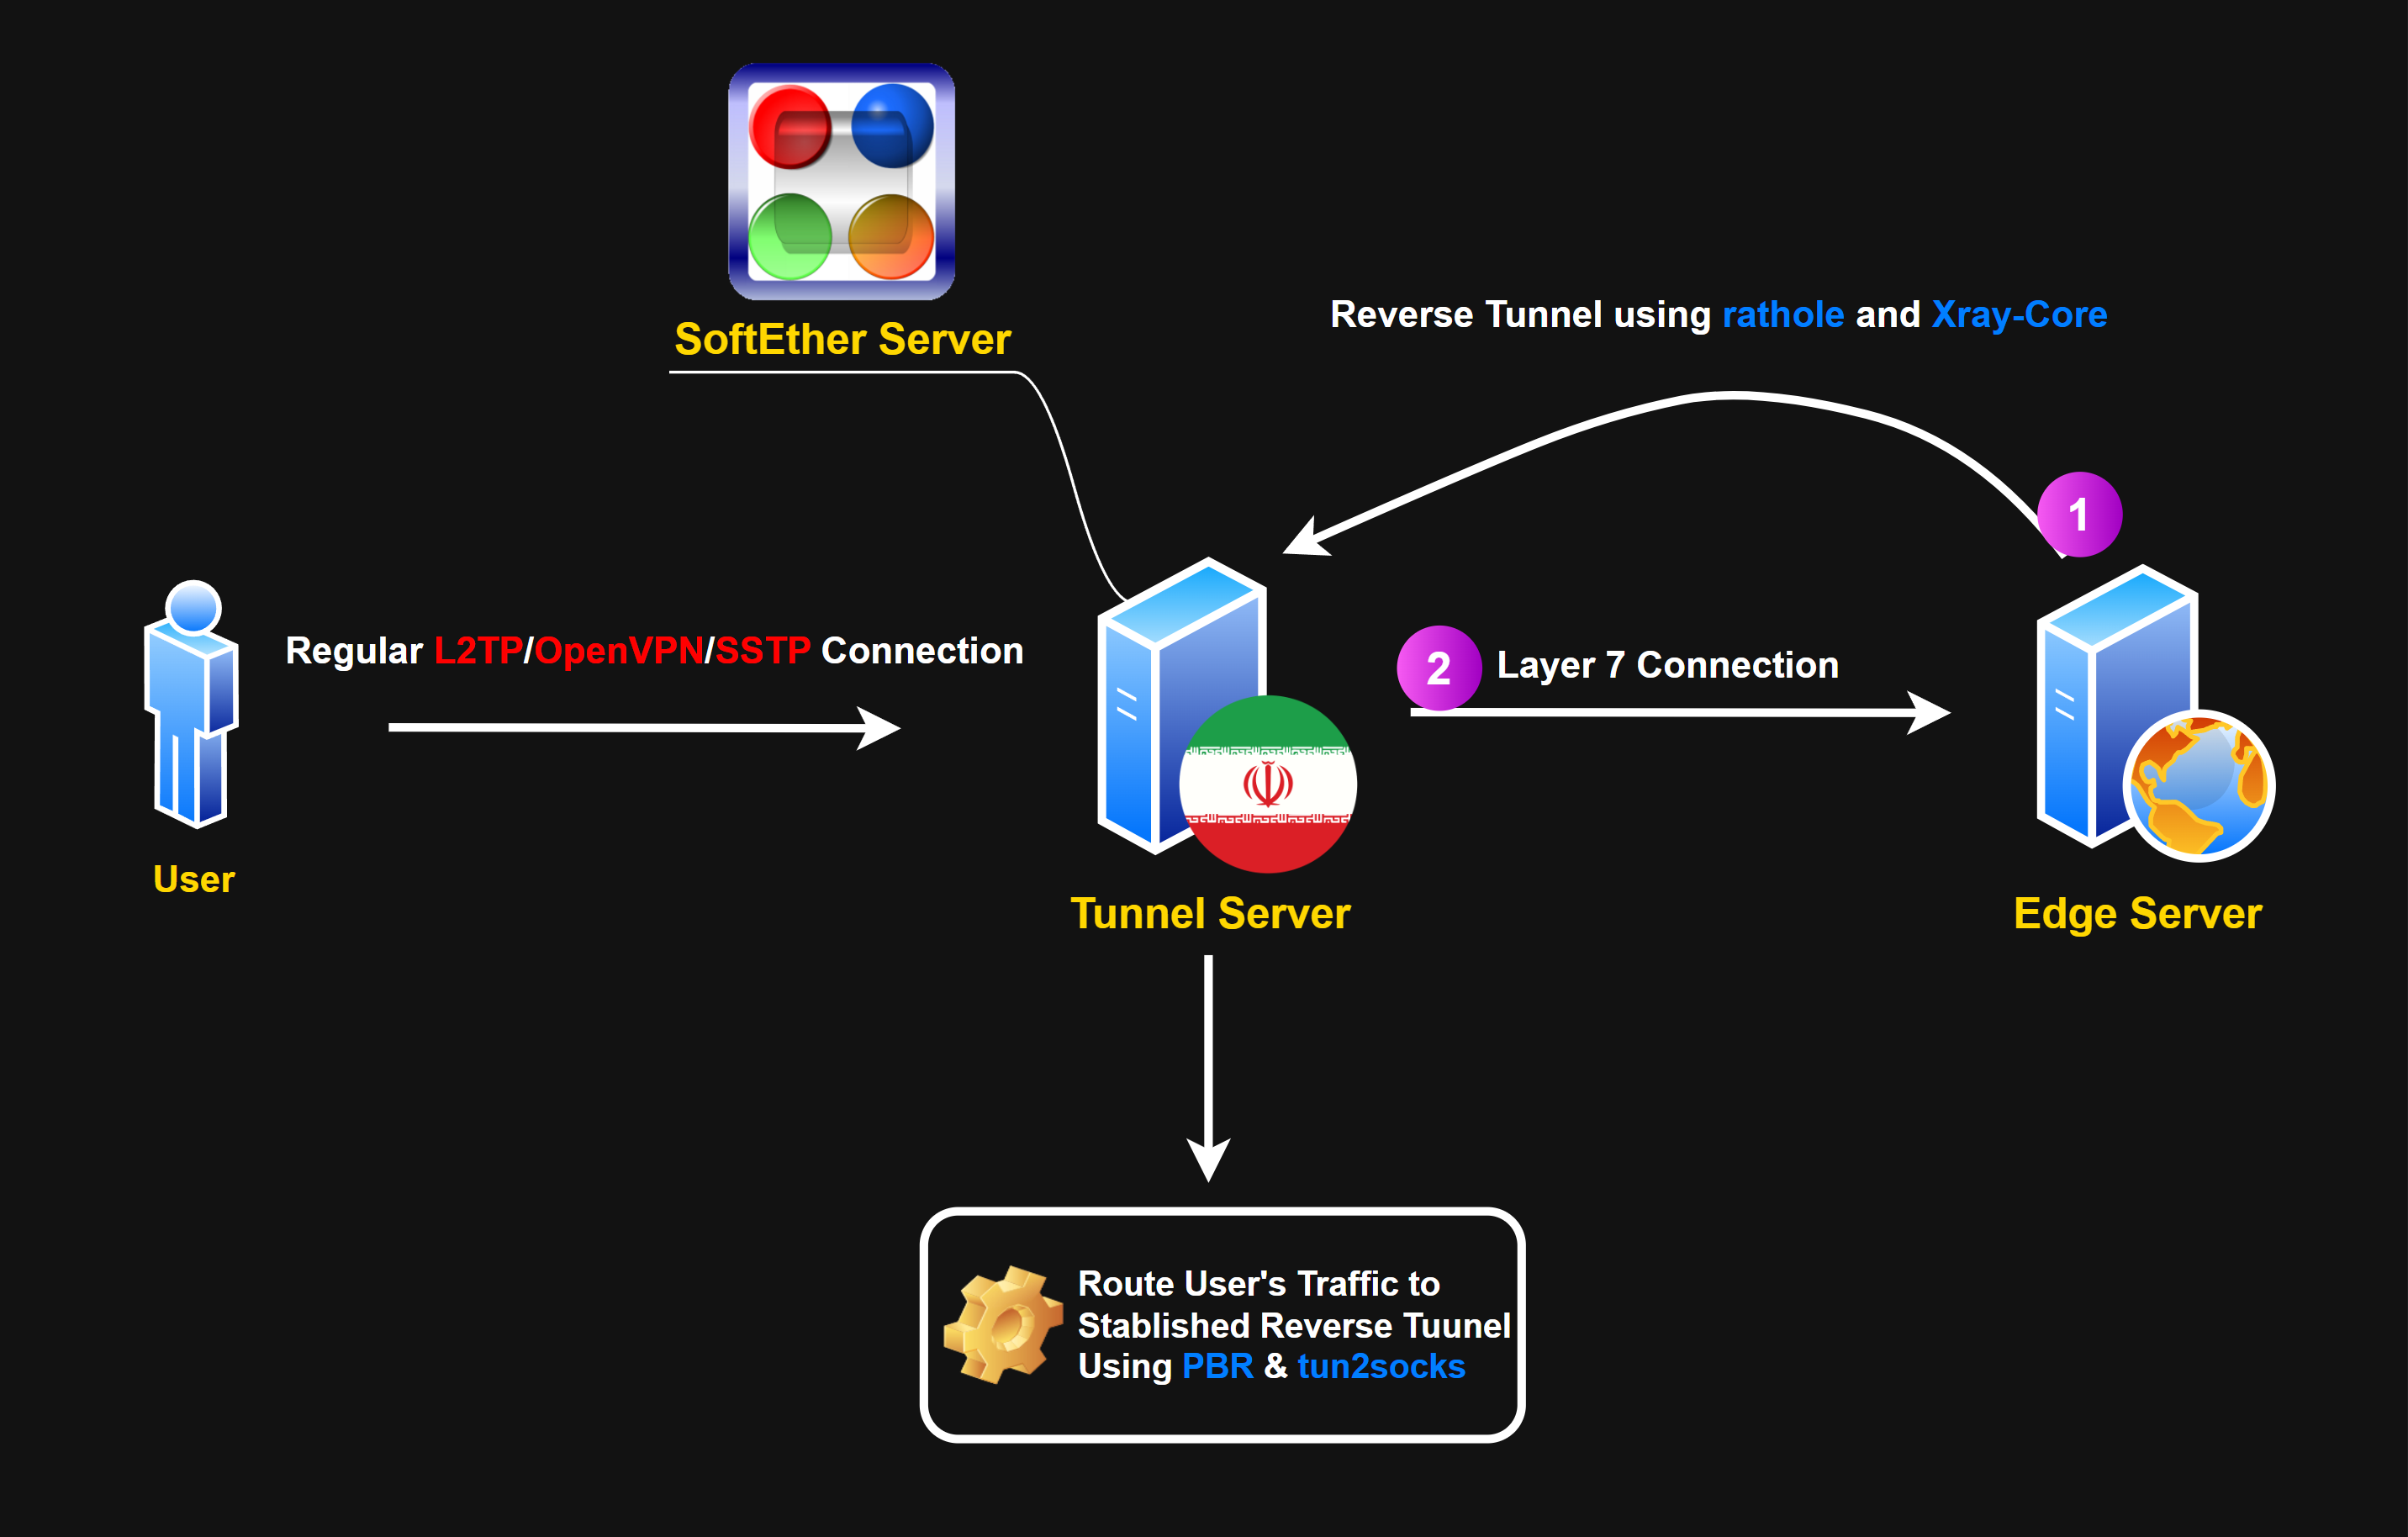 SoftEther Server
Reverse Tunnel using rathole and Xray-Core
1
Regular L2TP/OpenVPN/SSTP Connection
2
Layer 7 Connection
User
Tunnel Server
Edge Server
Route User's Traffic to
Stablished Reverse Tuunel
Using PBR & tun2socks